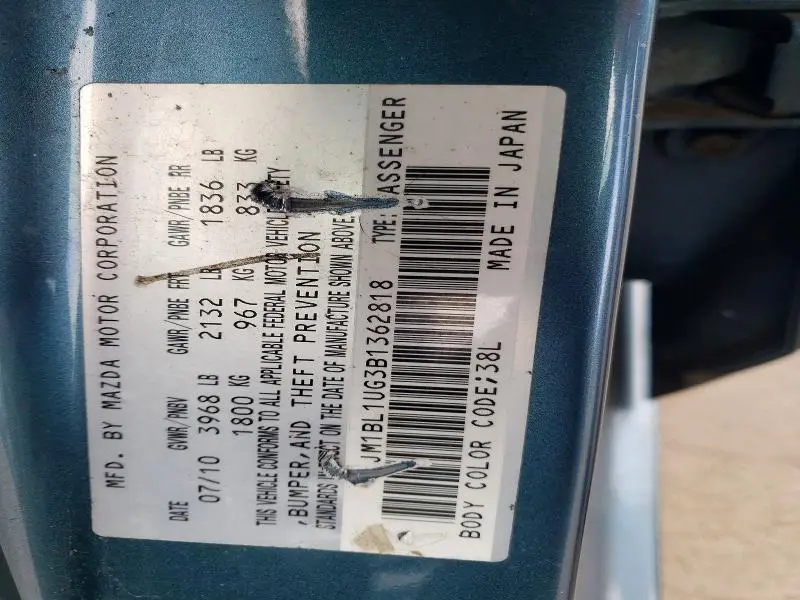 MFD. BY MAZDA MOTOR CORPORATION
DATE GVWR/PNBV GAWR/PNBE FRT GAWR/PNBE RR
07/10 3968 LB 2132 LB 1836 LB
1800 KG 967 KG 833 KG
THIS VEHICLE CONFORMS TO ALL APPLICABLE FEDERAL MOTOR VEHICLE
,BUMPER,AND THEFT PREVENTION
STANDARDS IN EFFECT ON THE DATE OF MANUFACTURE SHOWN ABOVE.
JM1BL1UG3B1362818 TYPE: PASSENGER
BODY COLOR CODE;38L MADE IN JAPAN